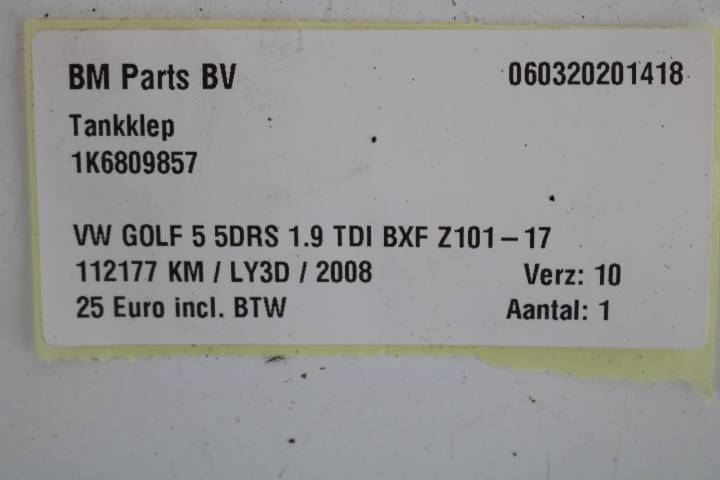 BM Parts BV 060320201418
Tankklep
1K6809857
VW GOLF 5 5DRS 1.9 TDI BXF Z101-17
112177 KM / LY3D / 2008 Verz: 10
25 Euro incl. BTW Aantal: 1